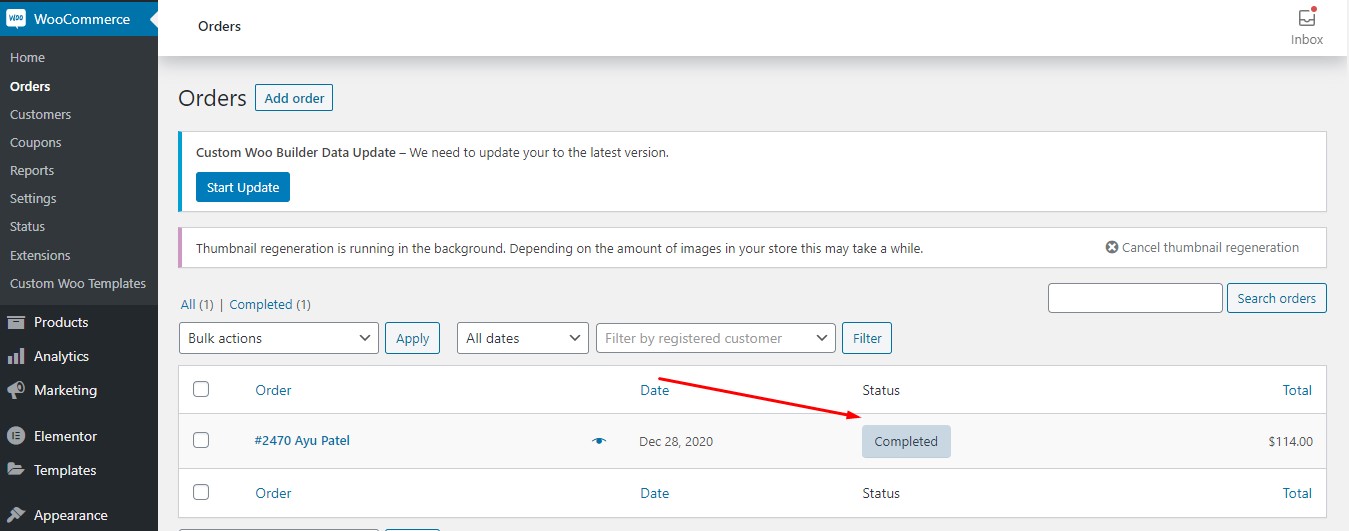 WooCommerce
Orders
Inbox
Home
Orders
Customers
Coupons
Reports
Settings
Status
Extensions
Custom Woo Templates
Products
Analytics
Marketing
Elementor
Templates
Appearance
Orders Add order
Custom Woo Builder Data Update – We need to update your to the latest version.
Start Update
Thumbnail regeneration is running in the background. Depending on the amount of images in your store this may take a while. Cancel thumbnail regeneration
All (1) | Completed (1)
Search orders
Bulk actions Apply All dates Filter by registered customer Filter
Order Date Status Total
#2470 Ayu Patel Dec 28, 2020 Completed $114.00
Order Date Status Total